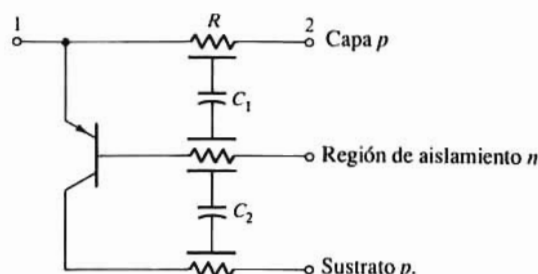 1 R 2 Capa p
C1
Región de aislamiento n
C2
Sustrato p.